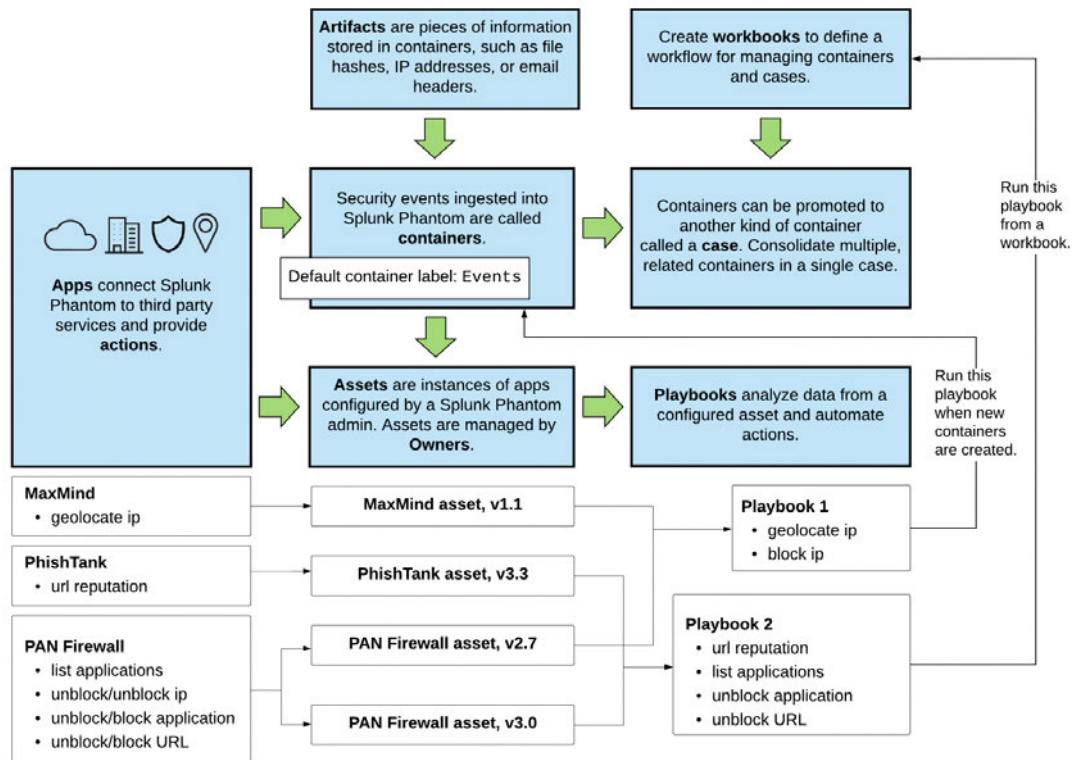 Artifacts are pieces of information
stored in containers, such as file
hashes, IP addresses, or email
headers.
Create workbooks to define a
workflow for managing containers
and cases.
Run this
playbook
from a
workbook.
Apps connect Splunk
Phantom to third party
services and provide
actions.
Security events ingested into
Splunk Phantom are called
containers.
Default container label: Events
Containers can be promoted to
another kind of container
called a case. Consolidate multiple,
related containers in a single case.
Assets are instances of apps
configured by a Splunk Phantom
admin. Assets are managed by
Owners.
Playbooks analyze data from a
configured asset and automate
actions.
Run this
playbook
when new
containers
are created.
MaxMind
• geolocate ip
MaxMind asset, v1.1
Playbook 1
• geolocate ip
• block ip
PhishTank
• url reputation
PhishTank asset, v3.3
PAN Firewall
• list applications
• unblock/unblock ip
• unblock/block application
• unblock/block URL
PAN Firewall asset, v2.7
PAN Firewall asset, v3.0
Playbook 2
• url reputation
• list applications
• unblock application
• unblock URL